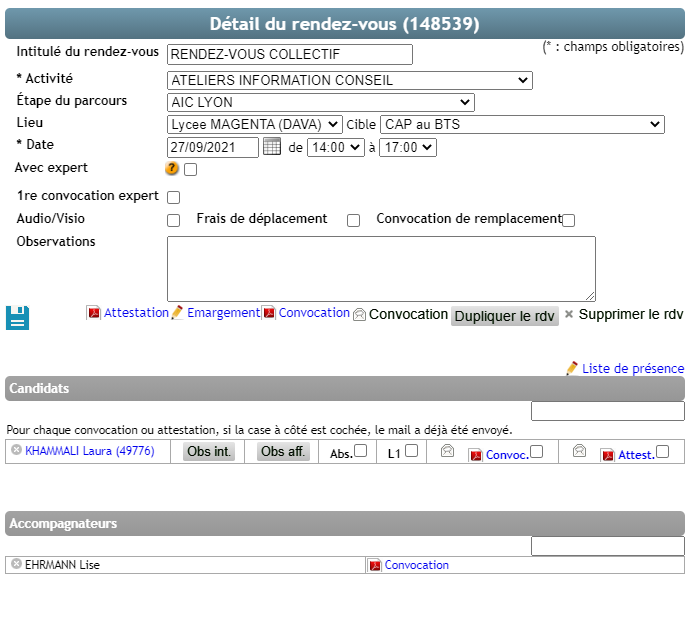 Détail du rendez-vous (148539)
(* : champs obligatoires)
Intitulé du rendez-vous RENDEZ-VOUS COLLECTIF
* Activité ATELIERS INFORMATION CONSEIL
Étape du parcours AIC LYON
Lieu Lycee MAGENTA (DAVA) Cible CAP au BTS
* Date 27/09/2021 de 14:00 à 17:00
Avec expert ?
1re convocation expert
Audio/Visio Frais de déplacement Convocation de remplacement
Observations
Attestation Emargement Convocation Convocation Dupliquer le rdv Supprimer le rdv
Liste de présence
Candidats
Pour chaque convocation ou attestation, si la case à côté est cochée, le mail a déjà été envoyé.
KHAMMALI Laura (49776) Obs int. Obs aff. Abs. L1 Convoc. Attest.
Accompagnateurs
EHRMANN Lise Convocation